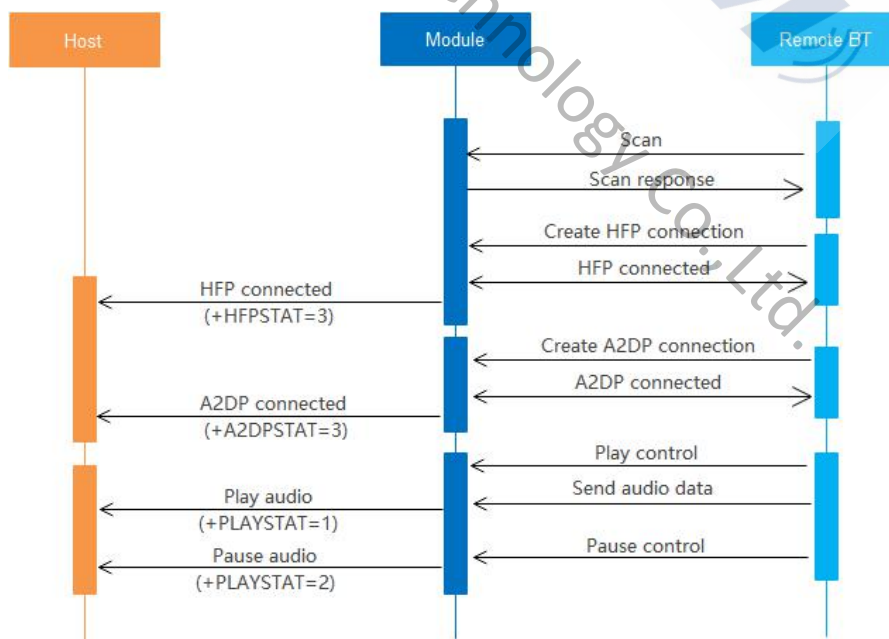 Host
Module
Remote BT
Scan
Scan response
Create HFP connection
HFP connected
HFP connected
(+HFPSTAT=3)
Create A2DP connection
A2DP connected
A2DP connected
(+A2DPSTAT=3)
Play control
Send audio data
Play audio
(+PLAYSTAT=1)
Pause control
Pause audio
(+PLAYSTAT=2)
Co., Ltd.